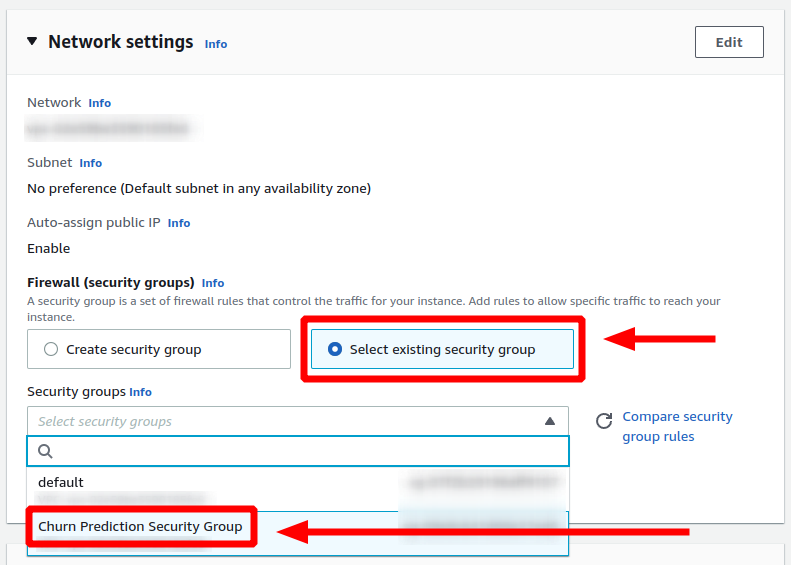 Network settings Info
Edit
Network Info
Subnet Info
No preference (Default subnet in any availability zone)
Auto-assign public IP Info
Enable
Firewall (security groups) Info
A security group is a set of firewall rules that control the traffic for your instance. Add rules to allow specific traffic to reach your
instance.
Create security group
Select existing security group
Security groups Info
Select security groups
Compare security
group rules
default
Churn Prediction Security Group